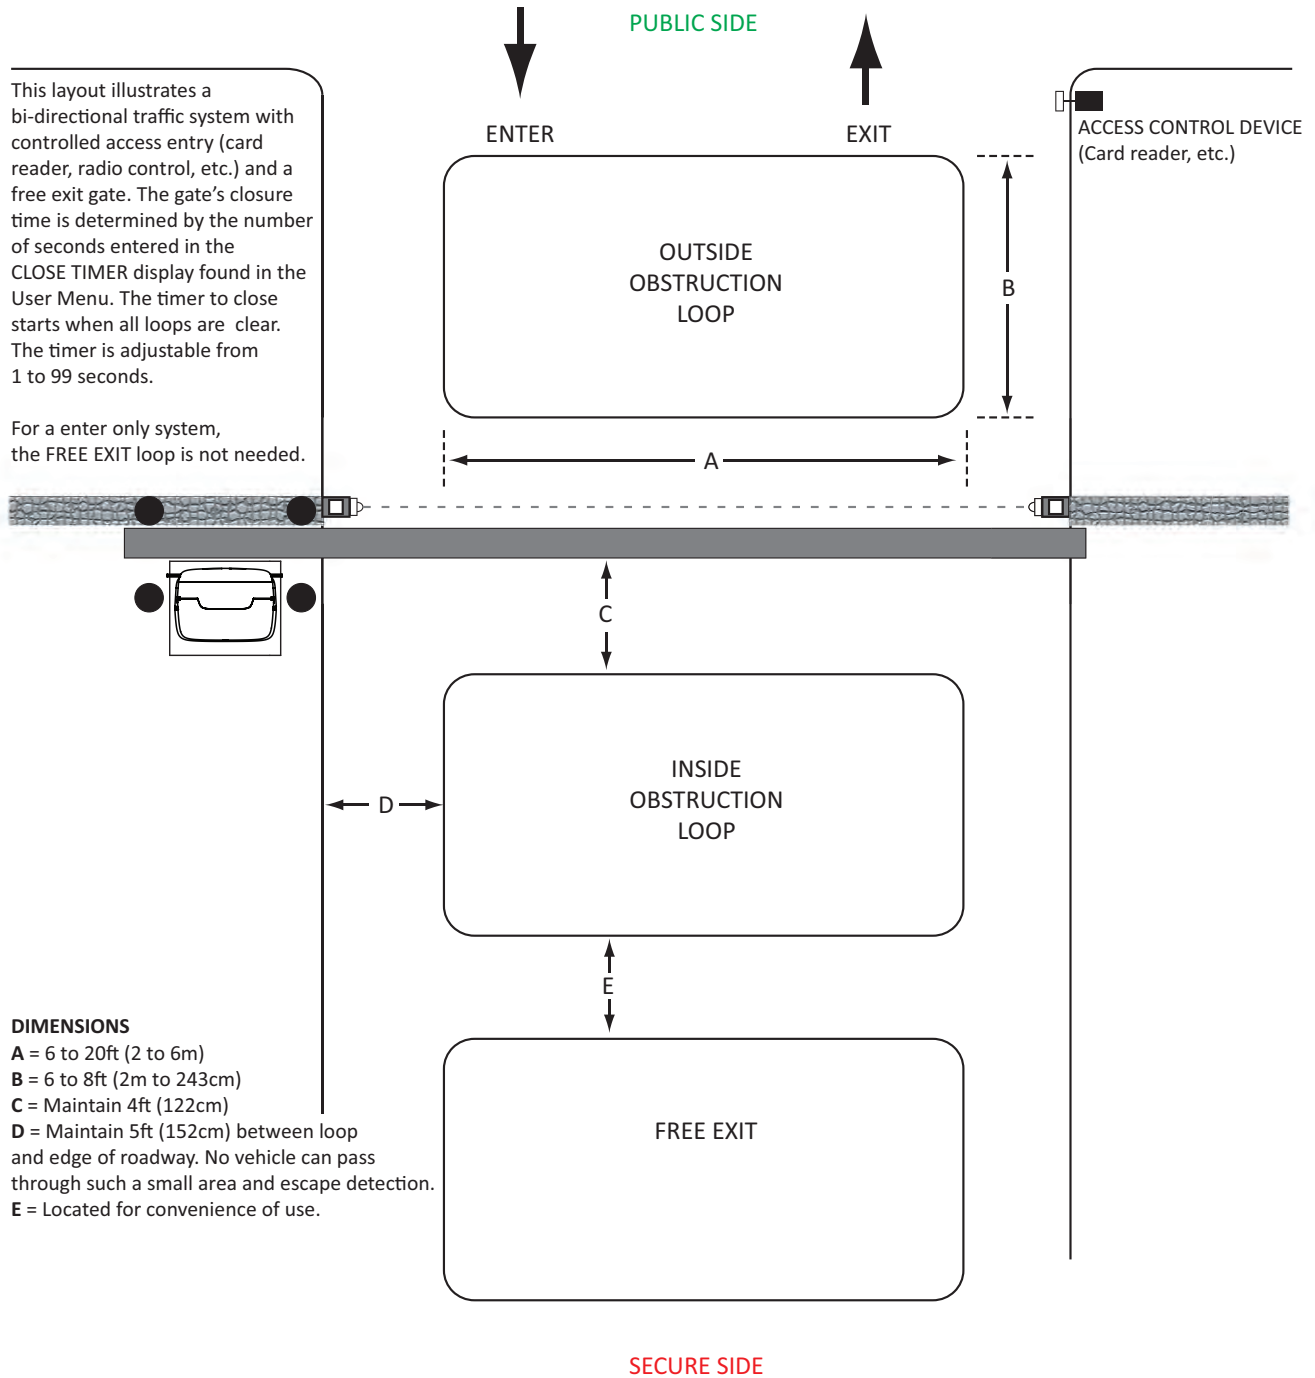 PUBLIC SIDE
This layout illustrates a
bi-directional traffic system with
controlled access entry (card
reader, radio control, etc.) and a
free exit gate. The gate's closure
time is determined by the number
of seconds entered in the
CLOSE TIMER display found in the
User Menu. The timer to close
starts when all loops are  clear.
The timer is adjustable from
1 to 99 seconds.
For a enter only system,
the FREE EXIT loop is not needed.
ENTER
EXIT
ACCESS CONTROL DEVICE
(Card reader, etc.)
OUTSIDE
OBSTRUCTION
LOOP
B
A
C
INSIDE
OBSTRUCTION
LOOP
D
E
DIMENSIONS
A = 6 to 20ft (2 to 6m)
B = 6 to 8ft (2m to 243cm)
C = Maintain 4ft (122cm)
D = Maintain 5ft (152cm) between loop
and edge of roadway. No vehicle can pass
through such a small area and escape detection.
E = Located for convenience of use.
FREE EXIT
SECURE SIDE